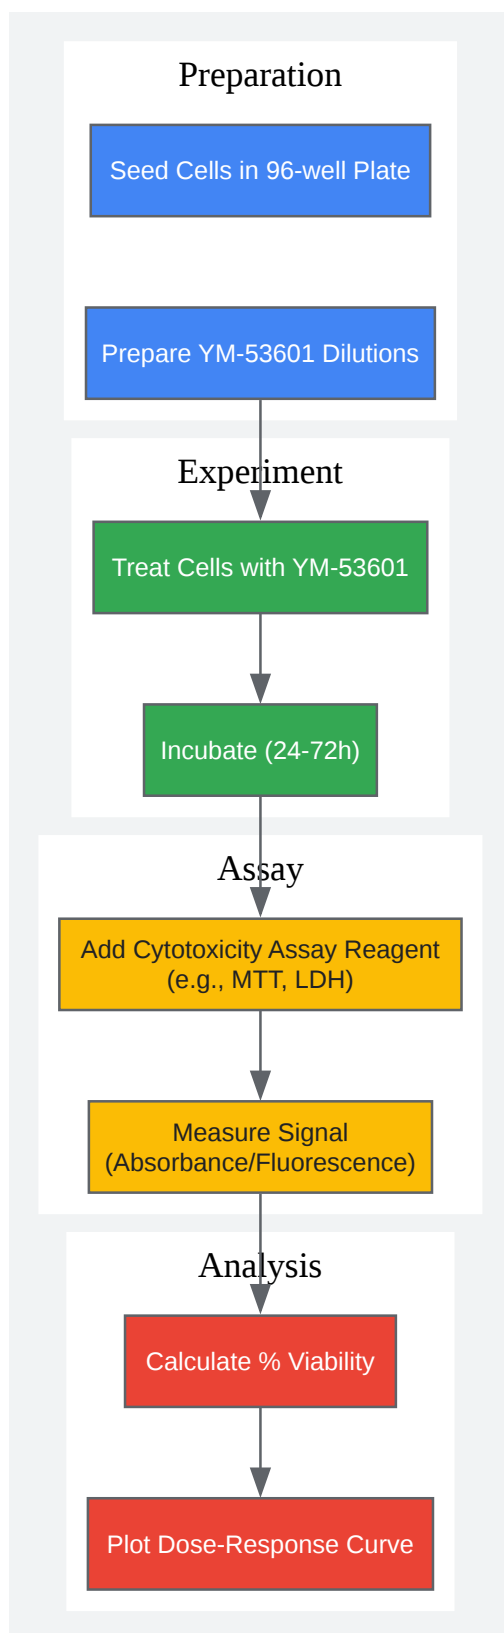 Preparation
Seed Cells in 96-well Plate
Prepare YM-53601 Dilutions
Experiment
Treat Cells with YM-53601
Incubate (24-72h)
Assay
Add Cytotoxicity Assay Reagent
(e.g., MTT, LDH)
Measure Signal
(Absorbance/Fluorescence)
Analysis
Calculate % Viability
Plot Dose-Response Curve